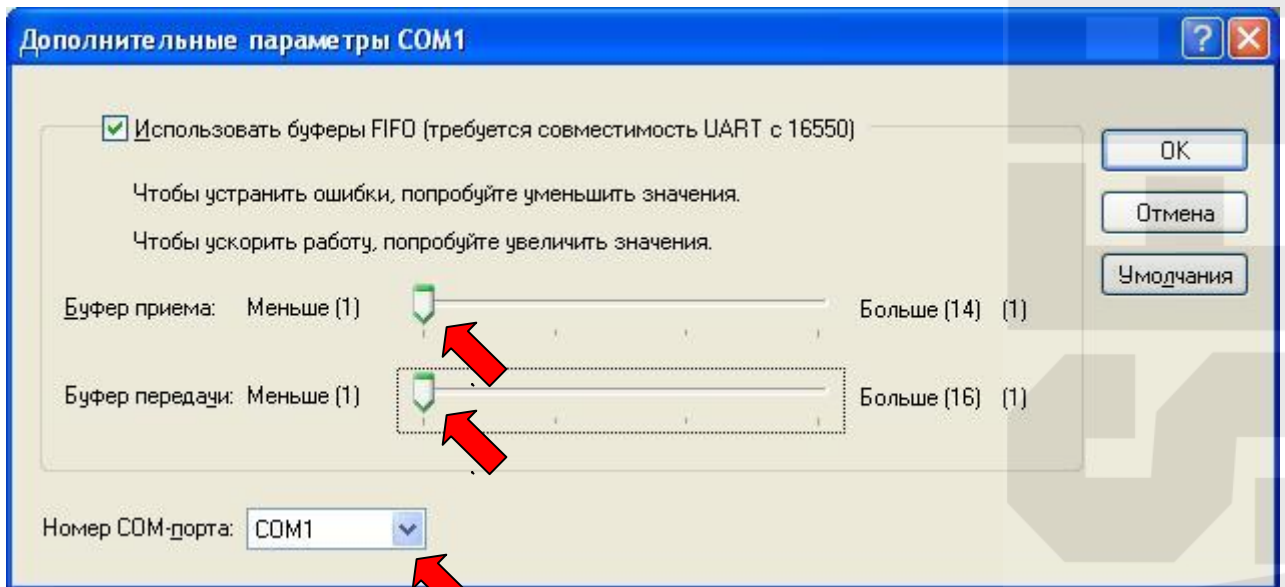 Дополнительные параметры COM1
Использовать буферы FIFO (требуется совместимость UART с 16550)
OK
Чтобы устранить ошибки, попробуйте уменьшить значения.
Отмена
Чтобы ускорить работу, попробуйте увеличить значения.
Умолчания
Буфер приема: Меньше (1) Больше (14) (1)
Буфер передачи: Меньше (1) Больше (16) (1)
Номер COM-порта: COM1